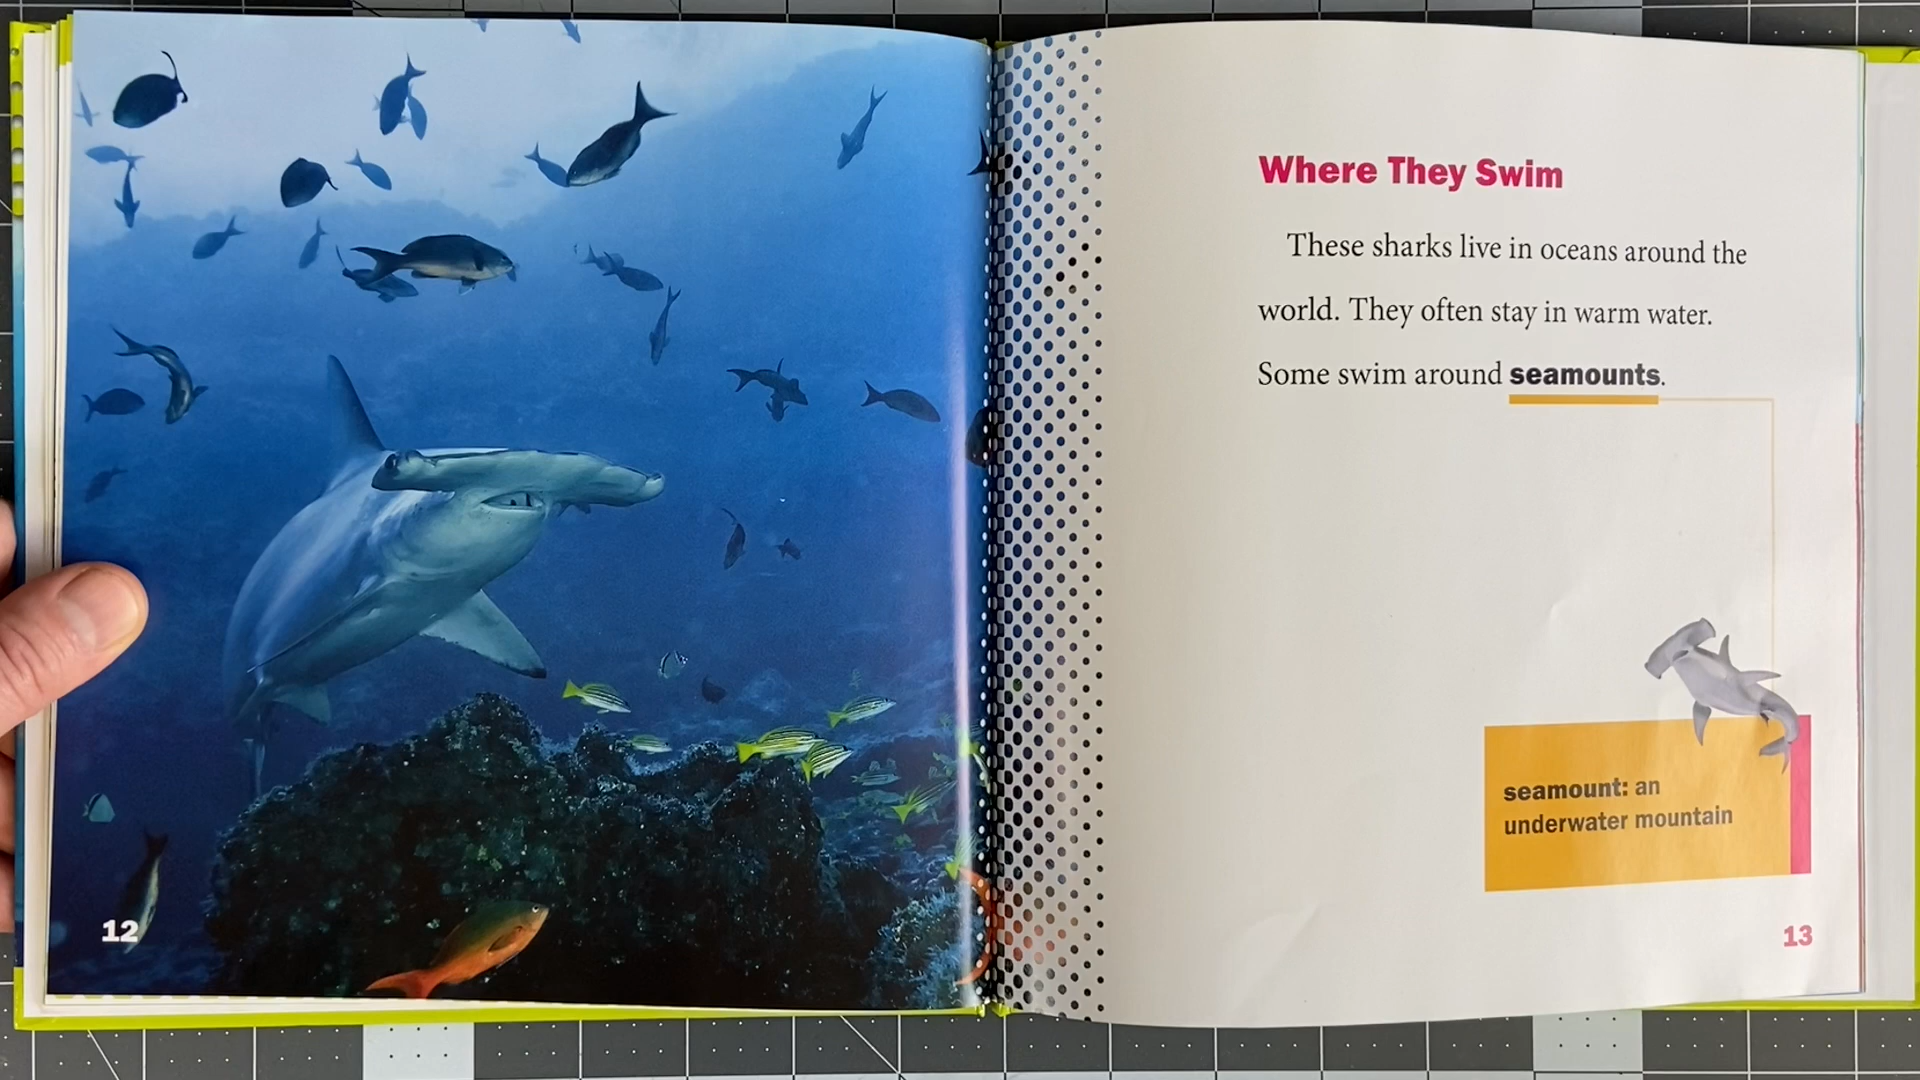 12
Where They Swim
These sharks live in oceans around the
world. They often stay in warm water.
Some swim around seamounts.
seamount: an
underwater mountain
13